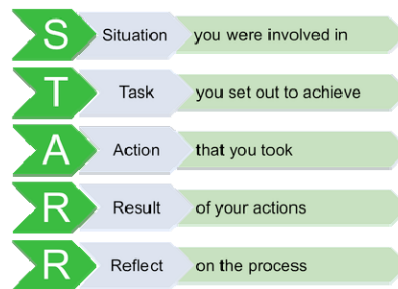 S Situation you were involved in
T Task you set out to achieve
A Action that you took
R Result of your actions
R Reflect on the process